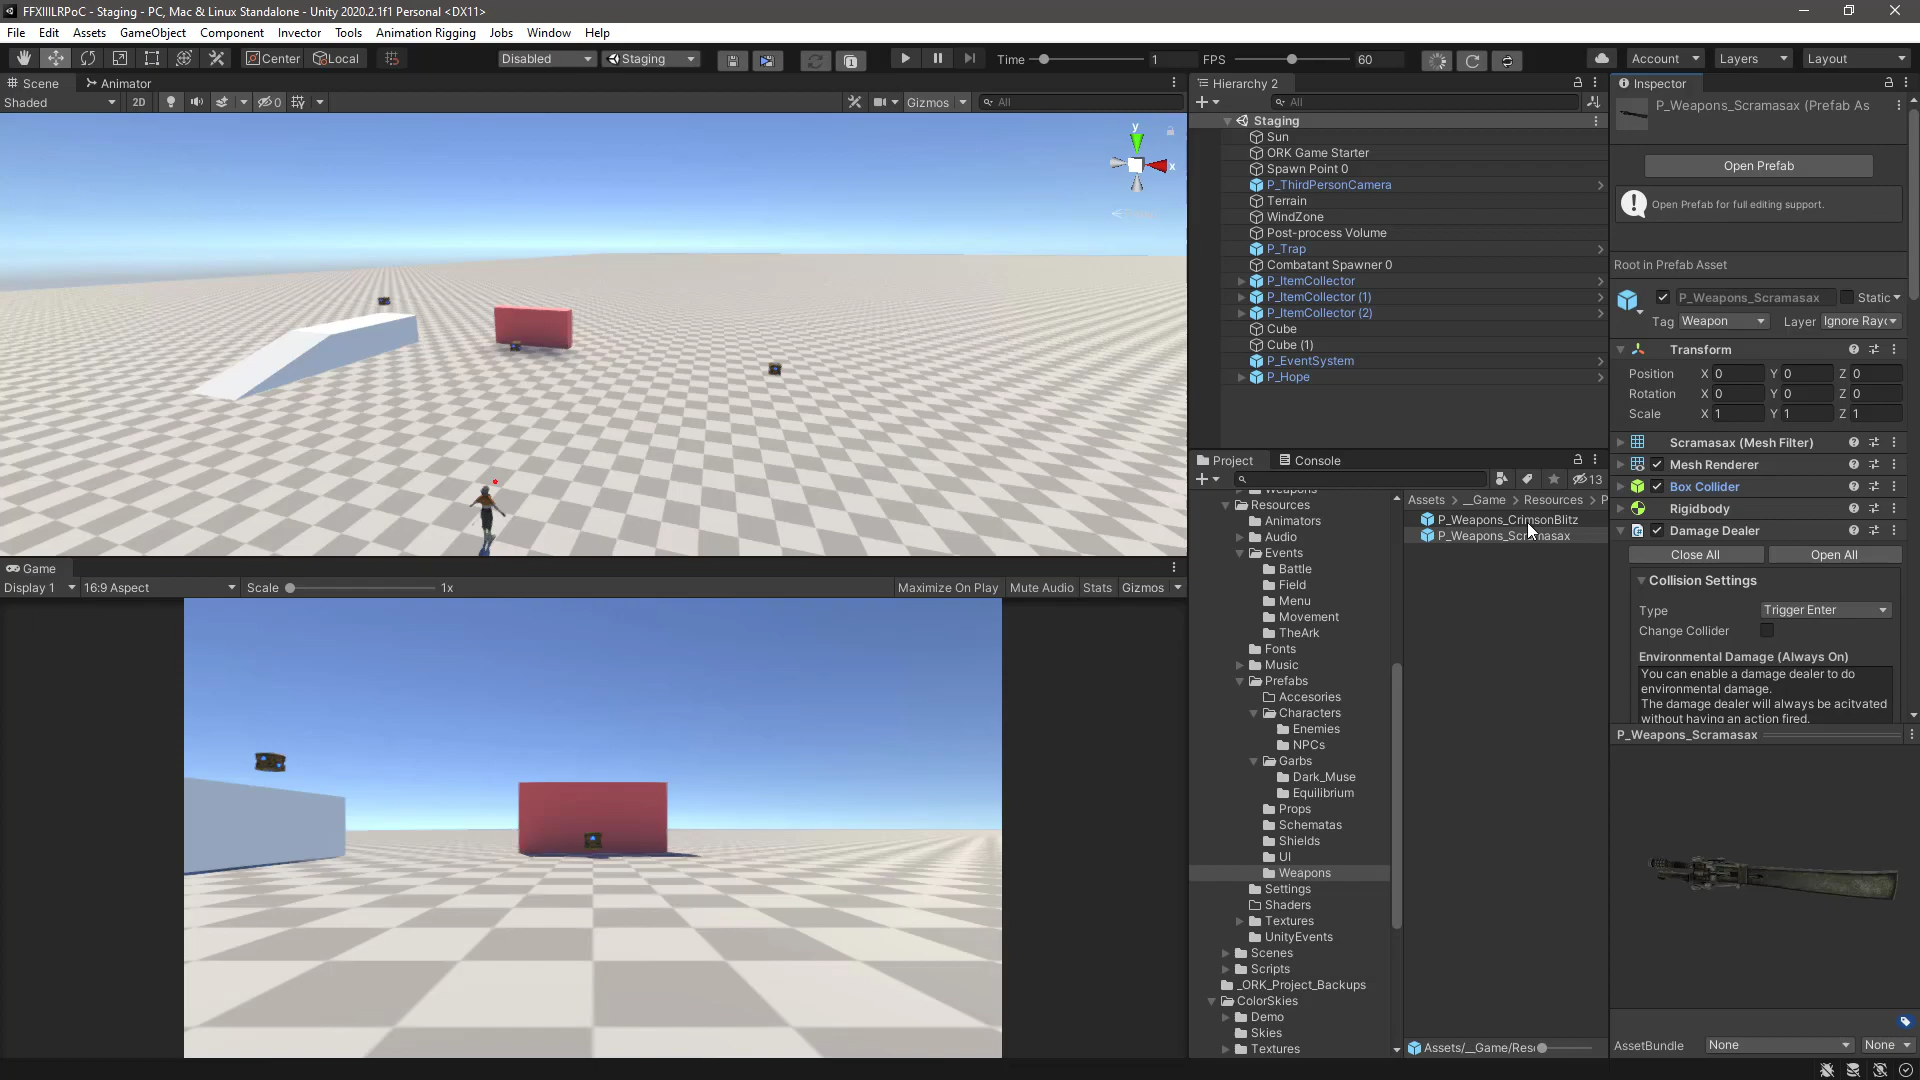 FFXIIILRPoC - Staging - PC, Mac & Linux Standalone - Unity 2020.2.1f1 Personal <DX11>
File Edit Assets GameObject Component Invector Tools Animation Rigging Jobs Window Help
Center Local Disabled Staging Time 1 FPS 60 Account Layers Layout
Scene Animator
Shaded 2D Gizmos All
y
x
Hierarchy 2
All
Staging
Sun
ORK Game Starter
Spawn Point 0
P_ThirdPersonCamera
Terrain
WindZone
Post-process Volume
P_Trap
Combatant Spawner 0
P_ItemCollector
P_ItemCollector (1)
P_ItemCollector (2)
Cube
Cube (1)
P_EventSystem
P_Hope
Game
Display 1 16:9 Aspect Scale 1x Maximize On Play Mute Audio Stats Gizmos
Project Console
13
Weapons
Resources
Animators
Audio
Events
Battle
Field
Menu
Movement
TheArk
Fonts
Music
Prefabs
Accesories
Characters
Enemies
NPCs
Garbs
Dark_Muse
Equilibrium
Props
Schematas
Shields
UI
Weapons
Settings
Shaders
Textures
UnityEvents
Scenes
Scripts
_ORK_Project_Backups
ColorSkies
Demo
Skies
Textures
Assets > __Game > Resources > P
P_Weapons_CrimsonBlitz
P_Weapons_Scramasax
Assets/__Game/Res
Inspector
P_Weapons_Scramasax (Prefab As
Open Prefab
Open Prefab for full editing support.
Root in Prefab Asset
P_Weapons_Scramasax Static
Tag Weapon Layer Ignore Rayc
Transform
Position X 0 Y 0 Z 0
Rotation X 0 Y 0 Z 0
Scale X 1 Y 1 Z 1
Scramasax (Mesh Filter)
Mesh Renderer
Box Collider
Rigidbody
Damage Dealer
Close All Open All
Collision Settings
Type Trigger Enter
Change Collider
Environmental Damage (Always On)
You can enable a damage dealer to do
environmental damage.
The damage dealer will always be acitvated
without having an action fired.
P_Weapons_Scramasax
AssetBundle None None